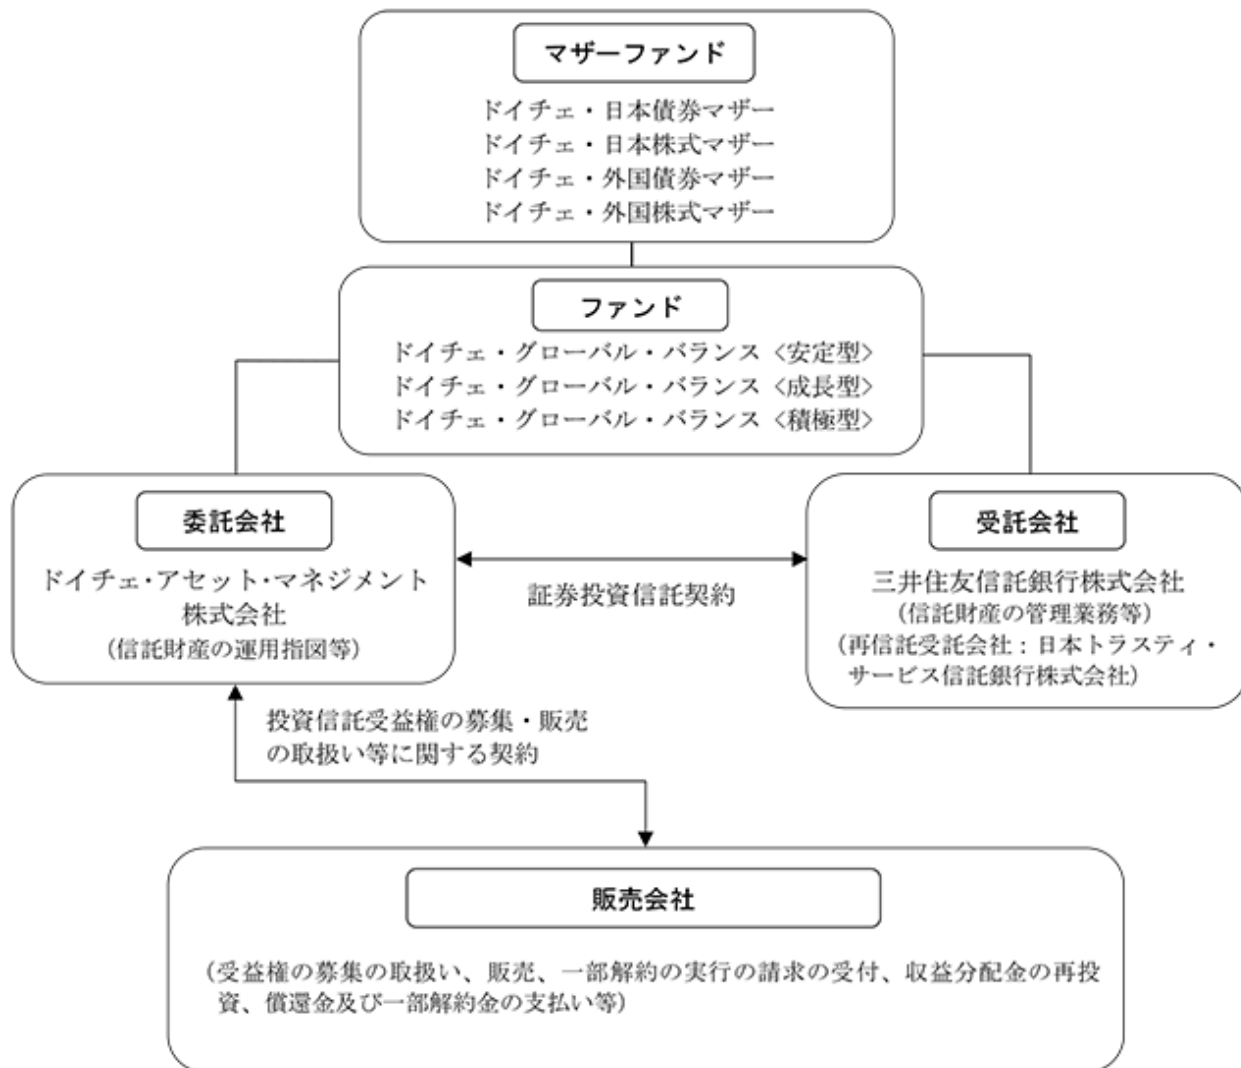 マザーファンド
ドイチェ・日本債券マザー
ドイチェ・日本株式マザー
ドイチェ・外国債券マザー
ドイチェ・外国株式マザー
ファンド
ドイチェ・グローバル・バランス〈安定型〉
ドイチェ・グローバル・バランス〈成長型〉
ドイチェ・グローバル・バランス〈積極型〉
委託会社
ドイチェ・アセット・マネジメント
株式会社
(信託財産の運用指図等)
証券投資信託契約
受託会社
三井住友信託銀行株式会社
(信託財産の管理業務等)
(再信託受託会社:日本トラスティ・
サービス信託銀行株式会社)
投資信託受益権の募集・販売
の取扱い等に関する契約
販売会社
(受益権の募集の取扱い、販売、一部解約の実行の請求の受付、収益分配金の再投
資、償還金及び一部解約金の支払い等)